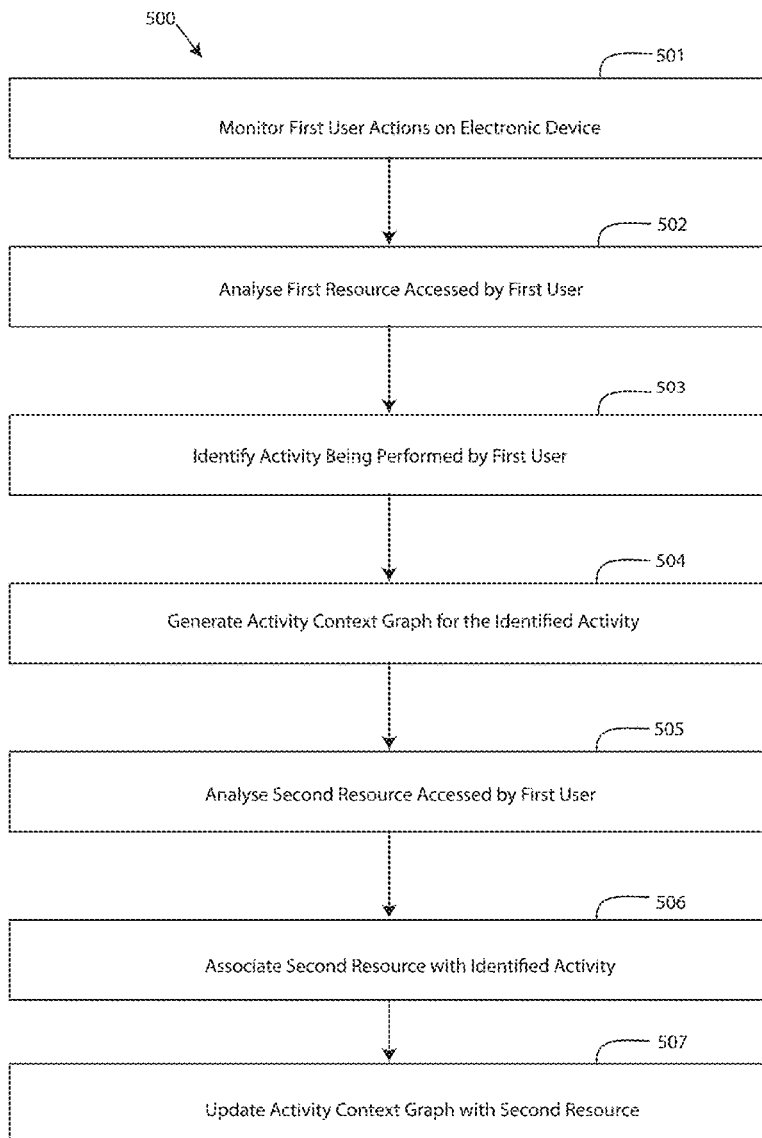 500
501
Monitor First User Actions on Electronic Device
502
Analyse First Resource Accessed by First User
503
Identify Activity Being Performed by First User
504
Generate Activity Context Graph for the Identified Activity
505
Analyse Second Resource Accessed by First User
506
Associate Second Resource with Identified Activity
507
Update Activity Context Graph with Second Resource